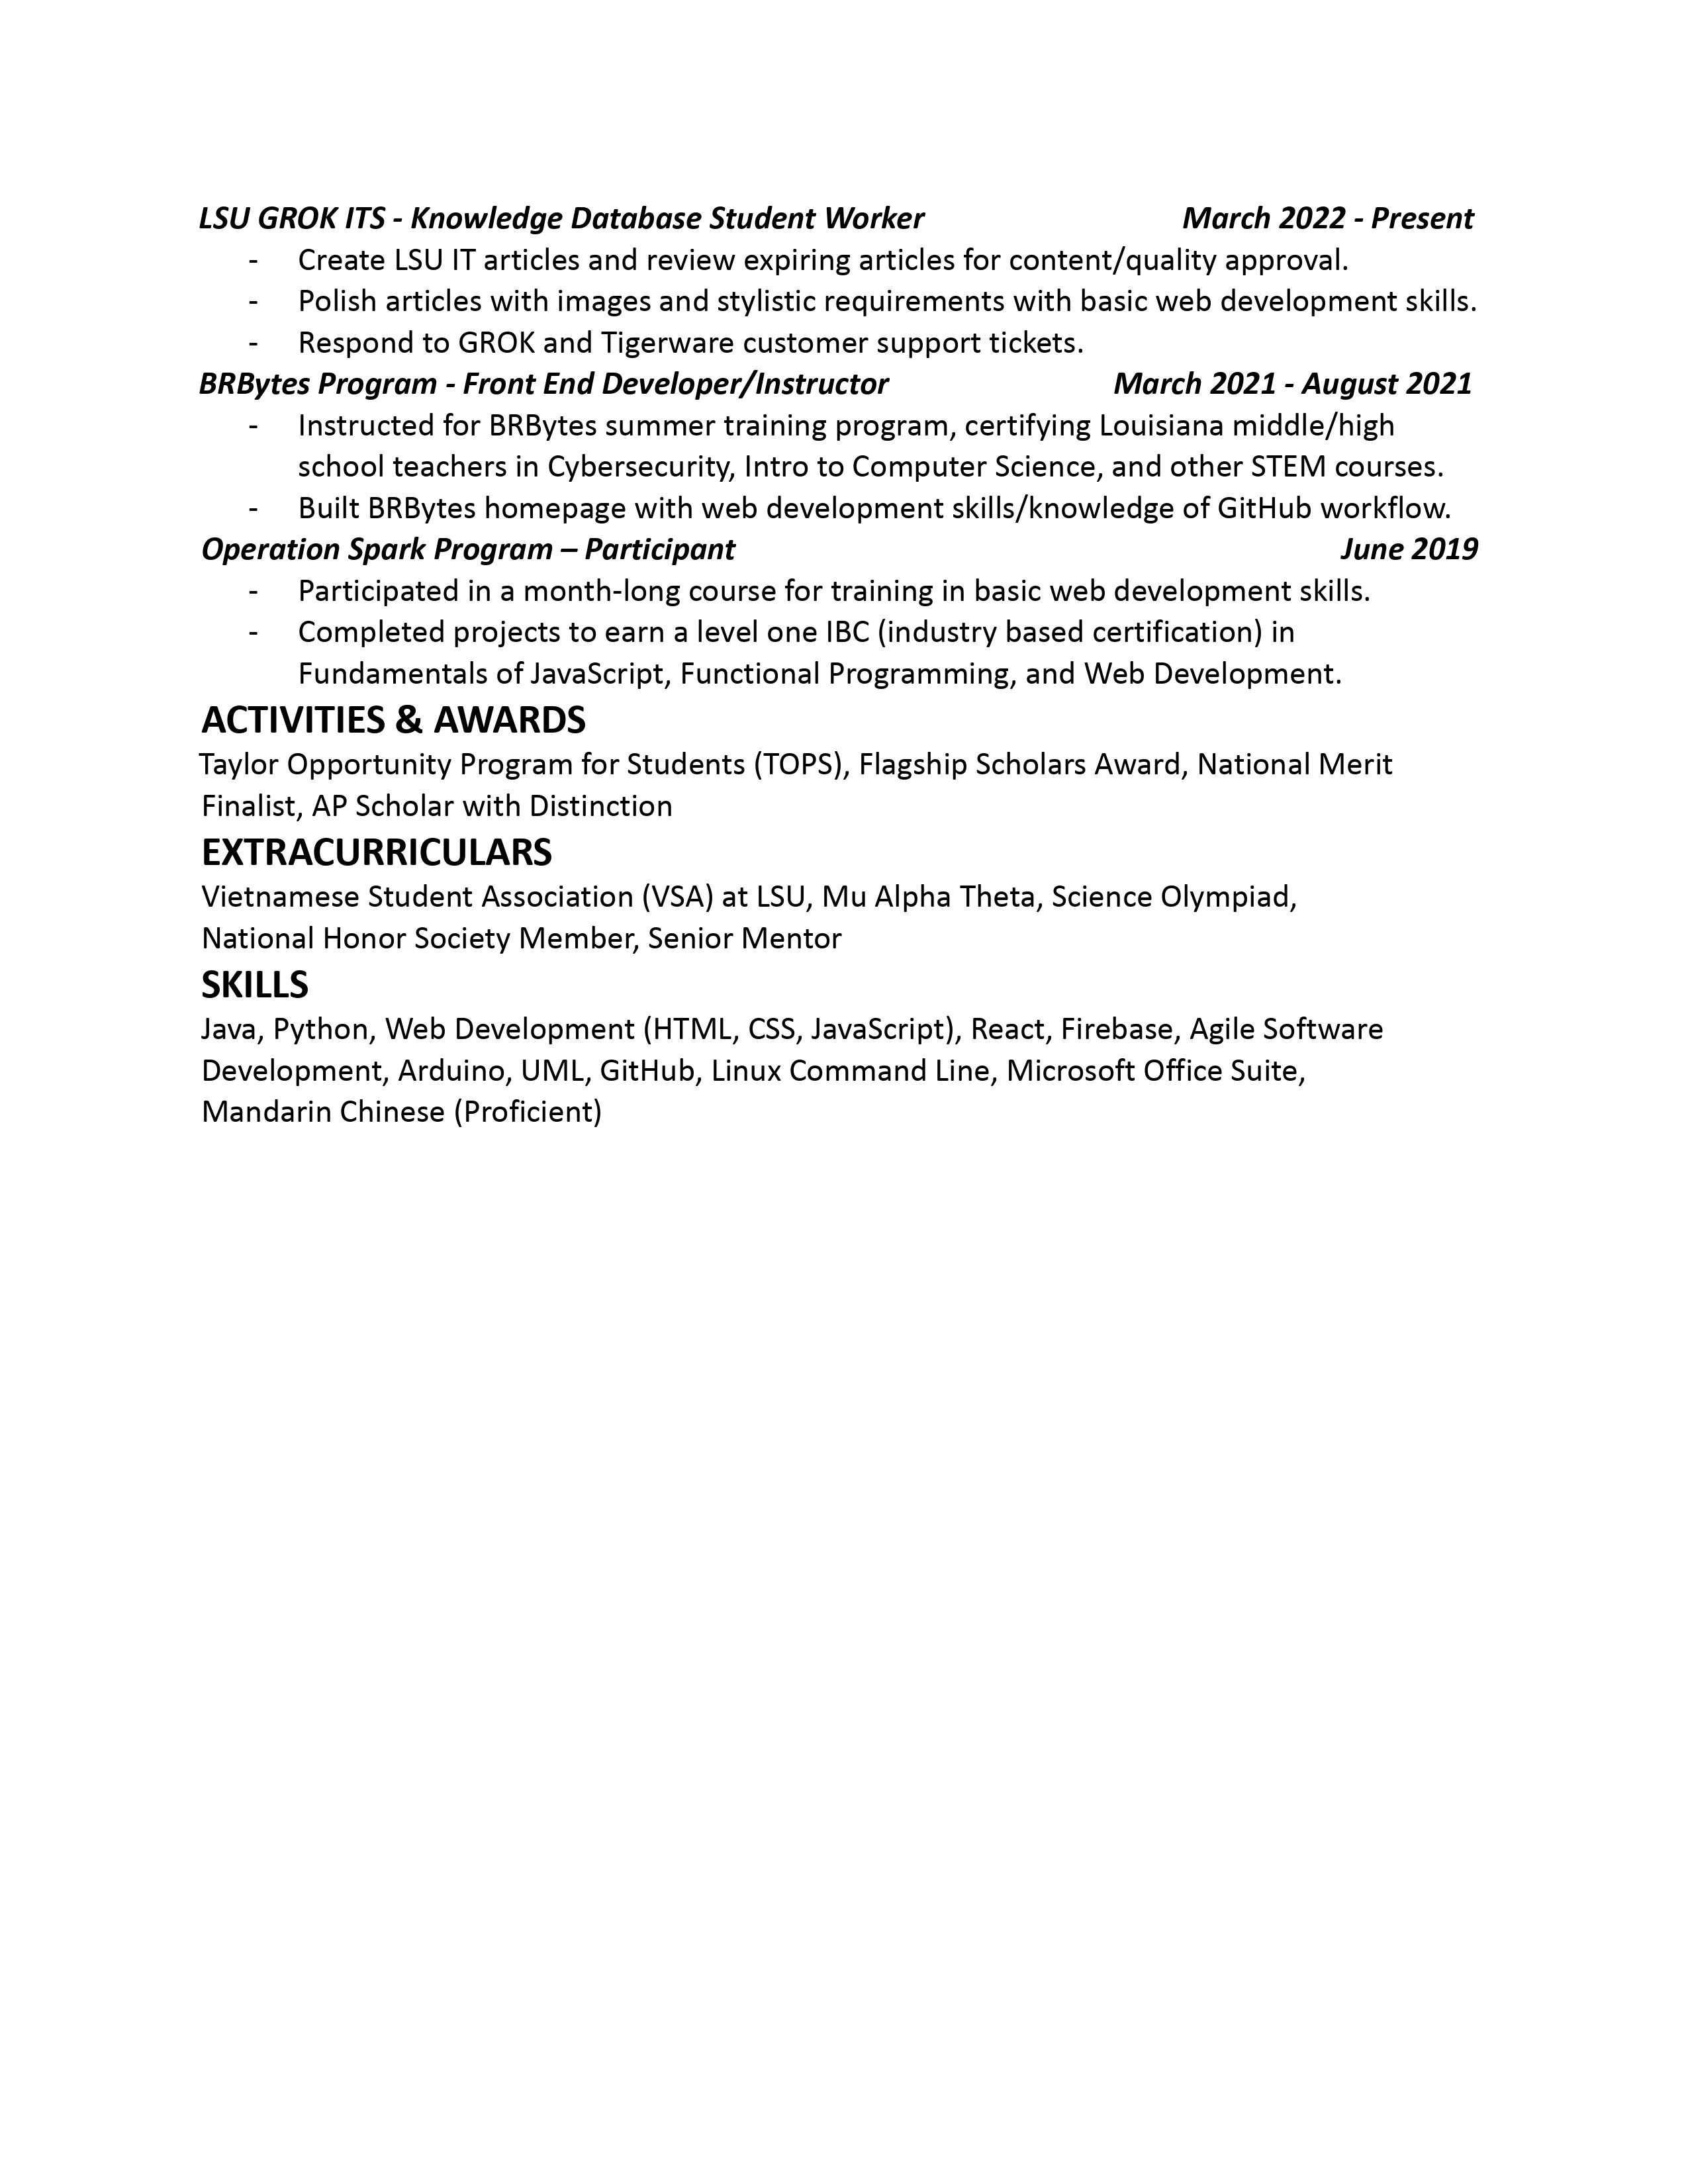 LSU GROK ITS - Knowledge Database Student Worker March 2022 - Present
- Create LSU IT articles and review expiring articles for content/quality approval.
- Polish articles with images and stylistic requirements with basic web development skills.
- Respond to GROK and Tigerware customer support tickets.
BRBytes Program - Front End Developer/Instructor March 2021 - August 2021
- Instructed for BRBytes summer training program, certifying Louisiana middle/high
school teachers in Cybersecurity, Intro to Computer Science, and other STEM courses.
- Built BRBytes homepage with web development skills/knowledge of GitHub workflow.
Operation Spark Program – Participant June 2019
- Participated in a month-long course for training in basic web development skills.
- Completed projects to earn a level one IBC (industry based certification) in
Fundamentals of JavaScript, Functional Programming, and Web Development.
ACTIVITIES & AWARDS
Taylor Opportunity Program for Students (TOPS), Flagship Scholars Award, National Merit
Finalist, AP Scholar with Distinction
EXTRACURRICULARS
Vietnamese Student Association (VSA) at LSU, Mu Alpha Theta, Science Olympiad,
National Honor Society Member, Senior Mentor
SKILLS
Java, Python, Web Development (HTML, CSS, JavaScript), React, Firebase, Agile Software
Development, Arduino, UML, GitHub, Linux Command Line, Microsoft Office Suite,
Mandarin Chinese (Proficient)